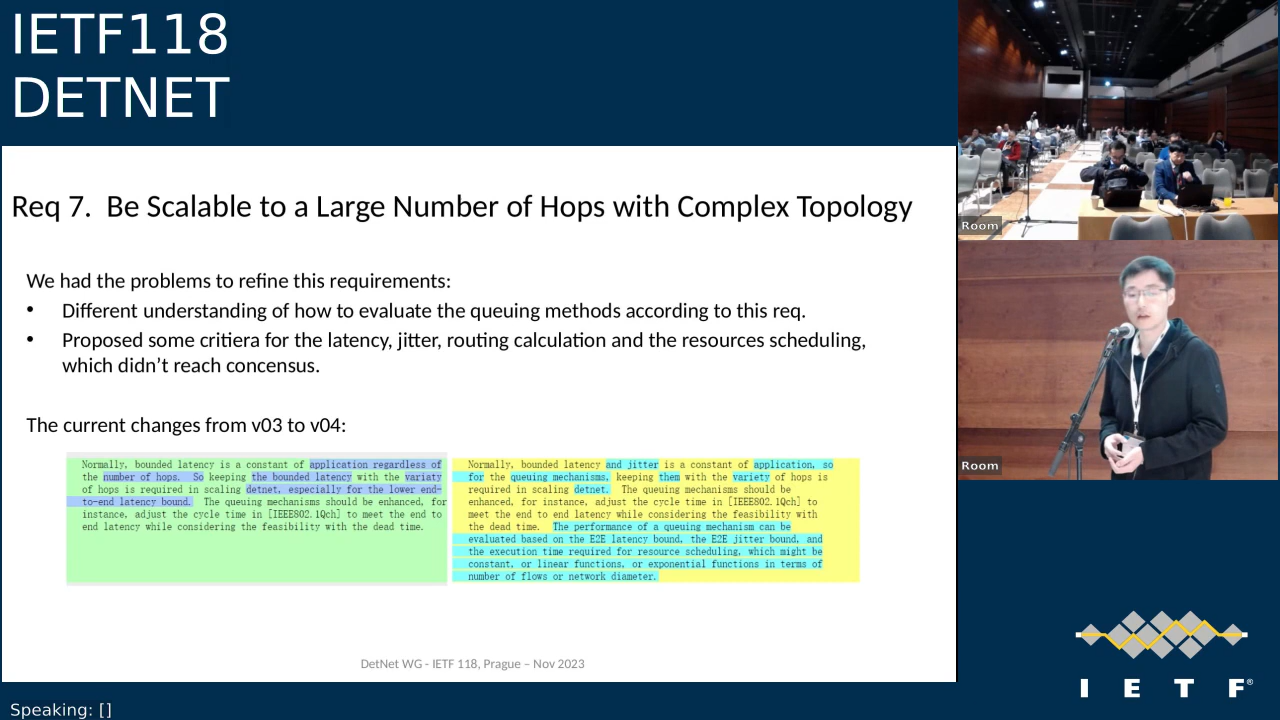 IETF118
DETNET
Req 7.  Be Scalable to a Large Number of Hops with Complex Topology
We had the problems to refine this requirements:
• Different understanding of how to evaluate the queuing methods according to this req.
• Proposed some critiera for the latency, jitter, routing calculation and the resources scheduling,
which didn't reach concensus.
The current changes from v03 to v04:
Normally, bounded latency is a constant of application regardless of
the number of hops.  So keeping the bounded latency with the variaty
of hops is required in scaling detnet, especially for the lower end-
to-end latency bound.  The queuing mechanisms should be enhanced, for
instance, adjust the cycle time in [IEEE802.1Qch] to meet the end to
end latency while considering the feasibility with the dead time.
Normally, bounded latency and jitter is a constant of application, so
for the queuing mechanisms, keeping them with the variety of hops is
required in scaling detnet.  The queuing mechanisms should be
enhanced, for instance, adjust the cycle time in [IEEE802.1Qch] to
meet the end to end latency while considering the feasibility with
the dead time.  The performance of a queuing mechanism can be
evaluated based on the E2E latency bound, the E2E jitter bound, and
the execution time required for resource scheduling, which might be
constant, or linear functions, or exponential functions in terms of
number of flows or network diameter.
DetNet WG - IETF 118, Prague – Nov 2023
Room
Room
I E T F®
Speaking: []